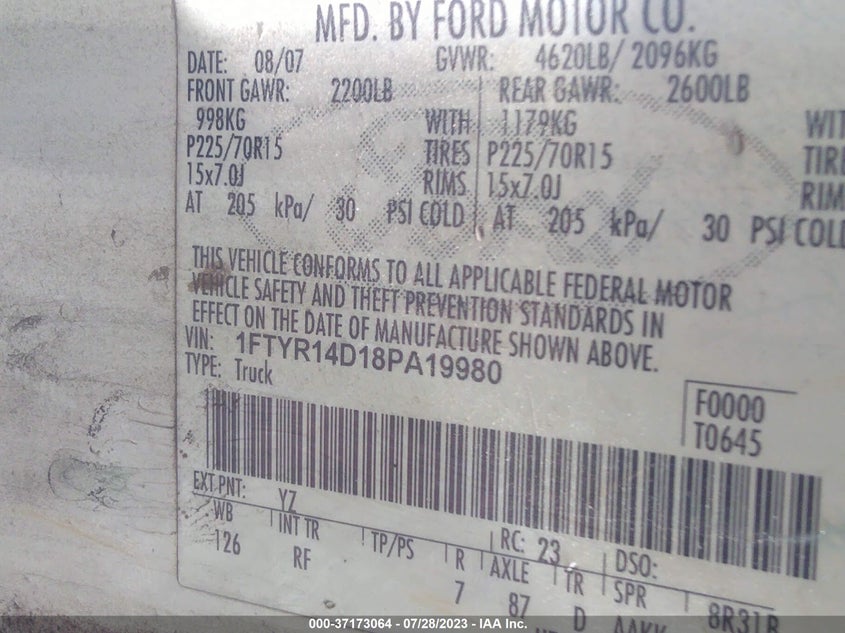 MFD. BY FORD MOTOR CO.
DATE: 08/07 GVWR: 4620LB/ 2096KG
FRONT GAWR: 2200LB REAR GAWR: 2600LB
998KG WITH 1179KG WIT
P225/70R15 TIRES P225/70R15 TIRE
15x7.0J RIMS 15x7.0J RIM
AT 205 kPa/ 30 PSI COLD AT 205 kPa/ 30 PSI COLD
THIS VEHICLE CONFORMS TO ALL APPLICABLE FEDERAL MOTOR
VEHICLE SAFETY AND THEFT PREVENTION STANDARDS IN
EFFECT ON THE DATE OF MANUFACTURE SHOWN ABOVE.
VIN: 1FTYR14D18PA19980
TYPE: Truck
F0000
T0645
EXT PNT: YZ RC: 23 DSO:
WB INT TR TP/PS R AXLE TR SPR
126 RF 7 87 D AAKK 8R31B
000-37173064 - 07/28/2023 - IAA Inc.